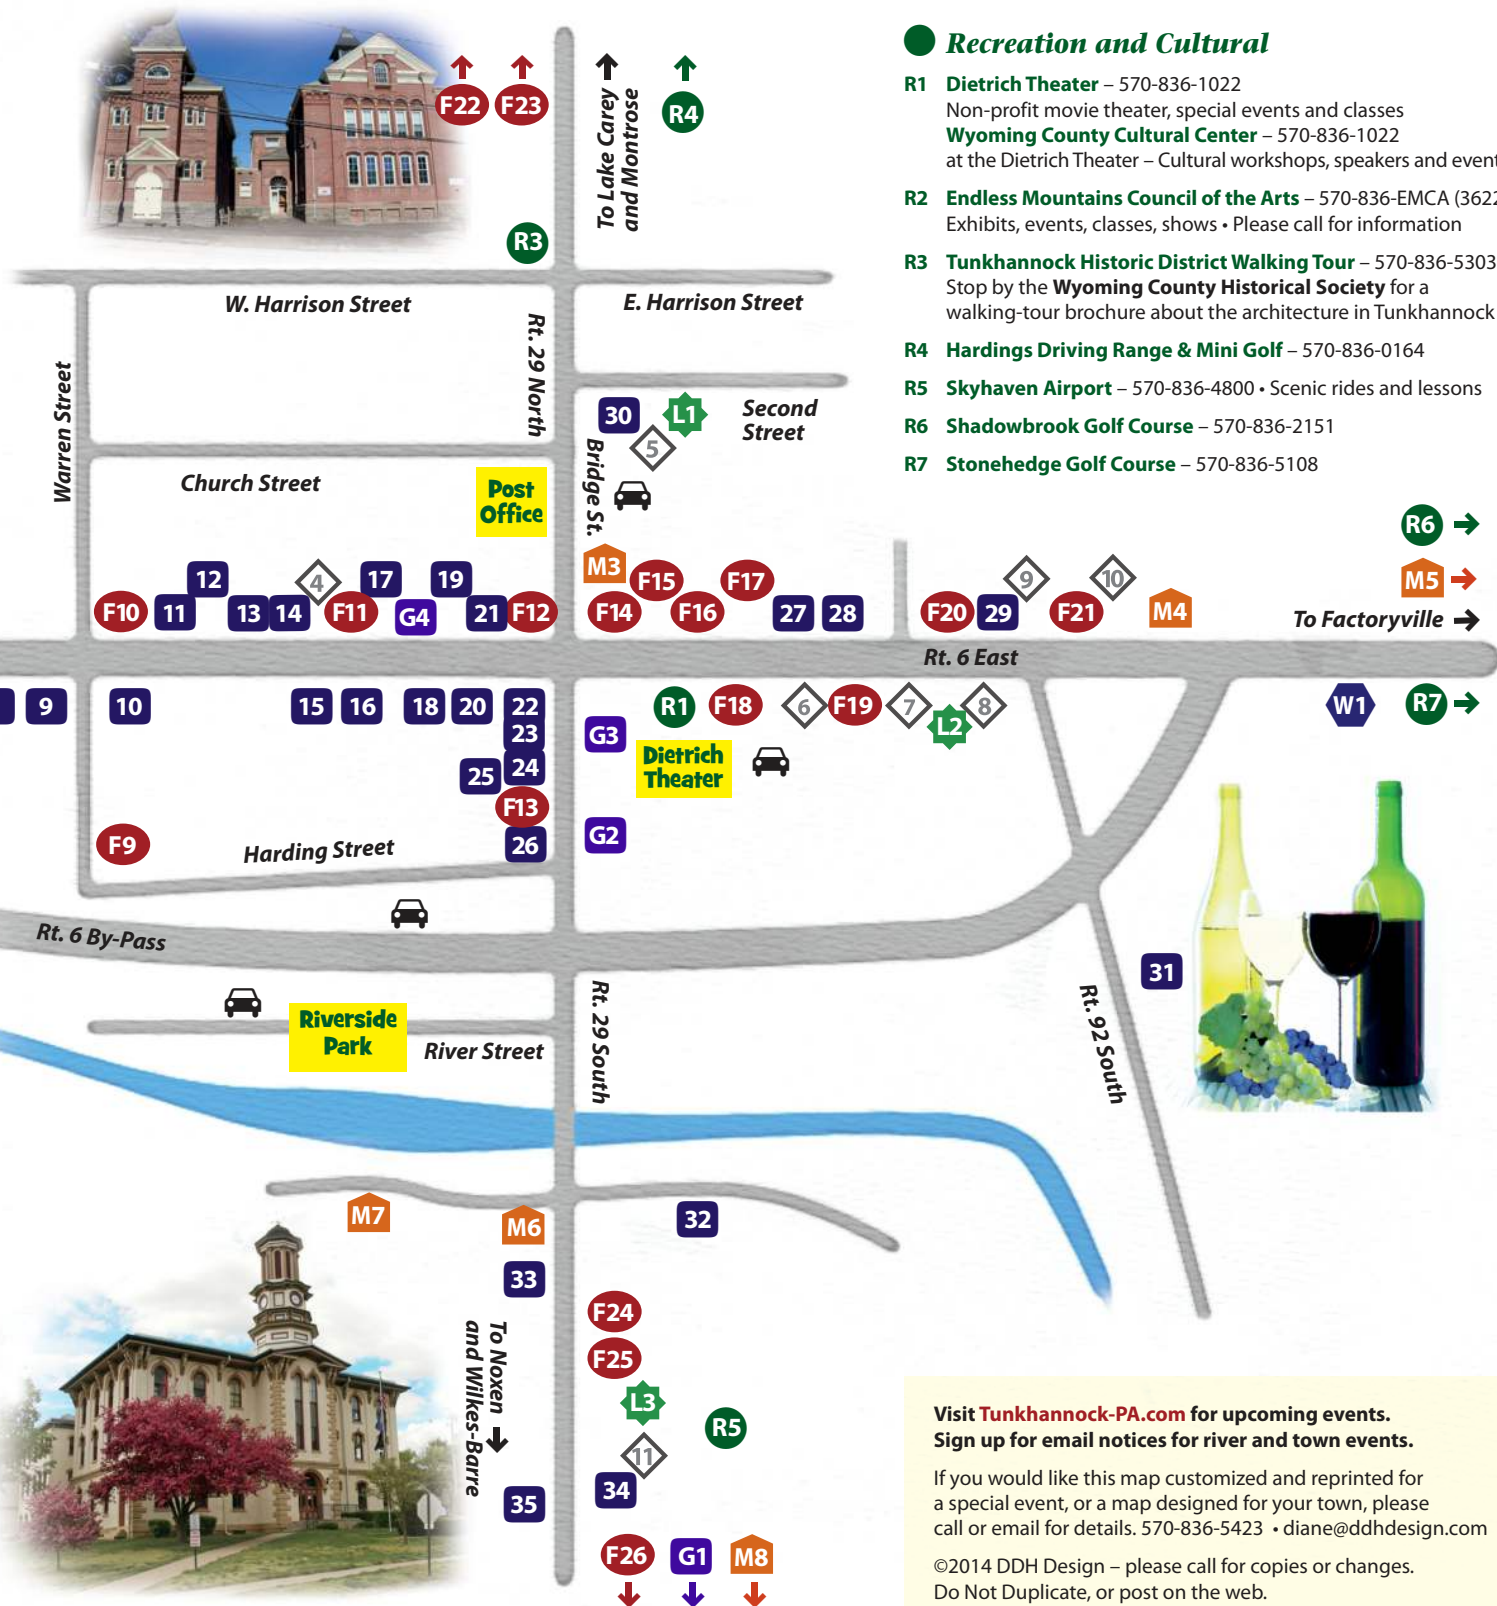 F22 F23
To Lake Carey
and Montrose
R4
R3
W. Harrison Street
E. Harrison Street
Rt. 29 North
Warren Street
30 L1
5
Second
Street
Church Street
Post
Office
Bridge St.
12 4 17 19
F10 11 13 14 F11 G4 21 F12
M3 F15 F17
F14 F16 27 28
9 10
F20 29 F21 M4
R6
M5
To Factoryville
Rt. 6 East
9 10 15 16 18 20 22
23
25 24
F13
26
F9
Harding Street
G3
R1 F18 6 F19 7 L2 8
Dietrich
Theater
G2
W1 R7
Rt. 6 By-Pass
Riverside
Park
River Street
Rt. 29 South
31
Rt. 92 South
M7 M6
32
33
To Noxen
and Wilkes-Barre
F24
F25
L3
R5
11
34
35
F26 G1 M8
Recreation and Cultural
R1 Dietrich Theater – 570-836-1022
Non-profit movie theater, special events and classes
Wyoming County Cultural Center – 570-836-1022
at the Dietrich Theater – Cultural workshops, speakers and event
R2 Endless Mountains Council of the Arts – 570-836-EMCA (3622
Exhibits, events, classes, shows • Please call for information
R3 Tunkhannock Historic District Walking Tour – 570-836-5303
Stop by the Wyoming County Historical Society for a
walking-tour brochure about the architecture in Tunkhannock
R4 Hardings Driving Range & Mini Golf – 570-836-0164
R5 Skyhaven Airport – 570-836-4800 • Scenic rides and lessons
R6 Shadowbrook Golf Course – 570-836-2151
R7 Stonehedge Golf Course – 570-836-5108
Visit Tunkhannock-PA.com for upcoming events.
Sign up for email notices for river and town events.
If you would like this map customized and reprinted for
a special event, or a map designed for your town, please
call or email for details. 570-836-5423 • diane@ddhdesign.com
©2014 DDH Design – please call for copies or changes.
Do Not Duplicate, or post on the web.